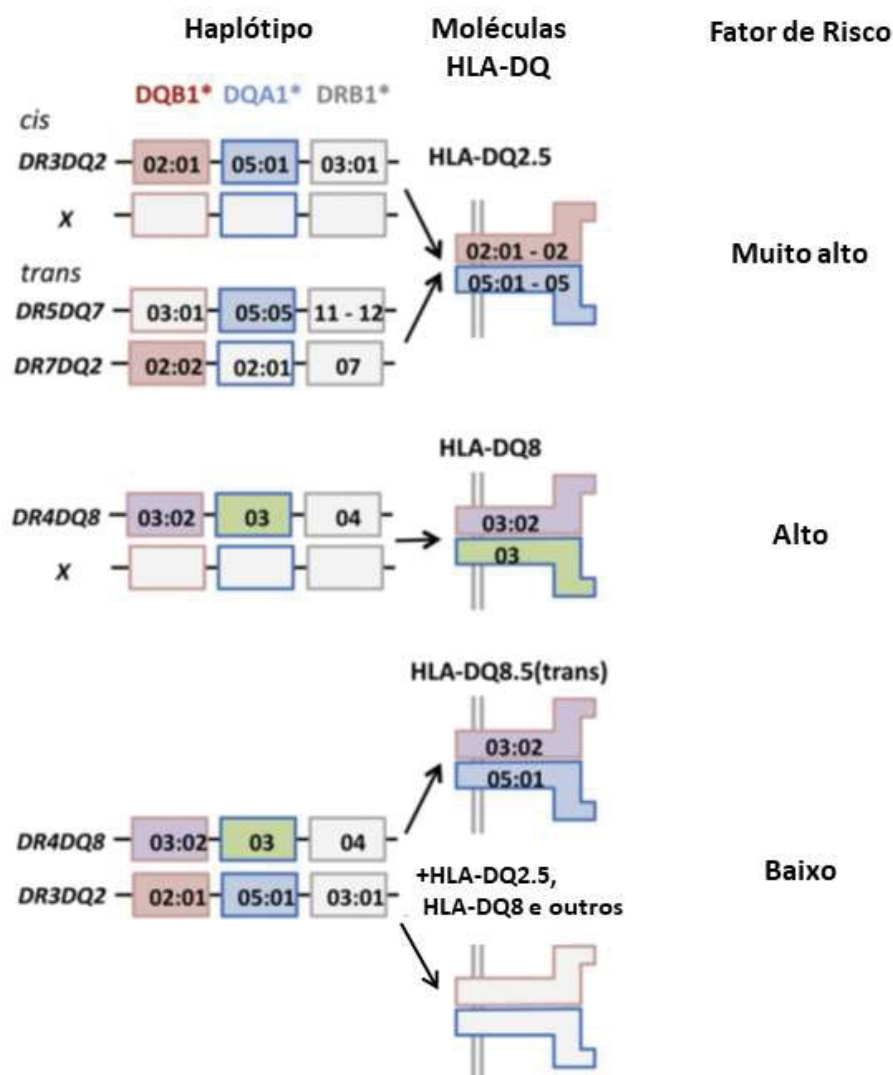 Haplótipo
Moléculas
HLA-DQ
Fator de Risco
DQB1* DQA1* DRB1*
cis
DR3DQ2 02:01 05:01 03:01
X
HLA-DQ2.5
02:01 - 02
05:01 - 05
Muito alto
trans
DR5DQ7 03:01 05:05 11 - 12
DR7DQ2 02:02 02:01 07
HLA-DQ8
DR4DQ8 03:02 03 04
X
03:02
03
Alto
HLA-DQ8.5(trans)
03:02
05:01
DR4DQ8 03:02 03 04
DR3DQ2 02:01 05:01 03:01
+HLA-DQ2.5,
HLA-DQ8 e outros
Baixo